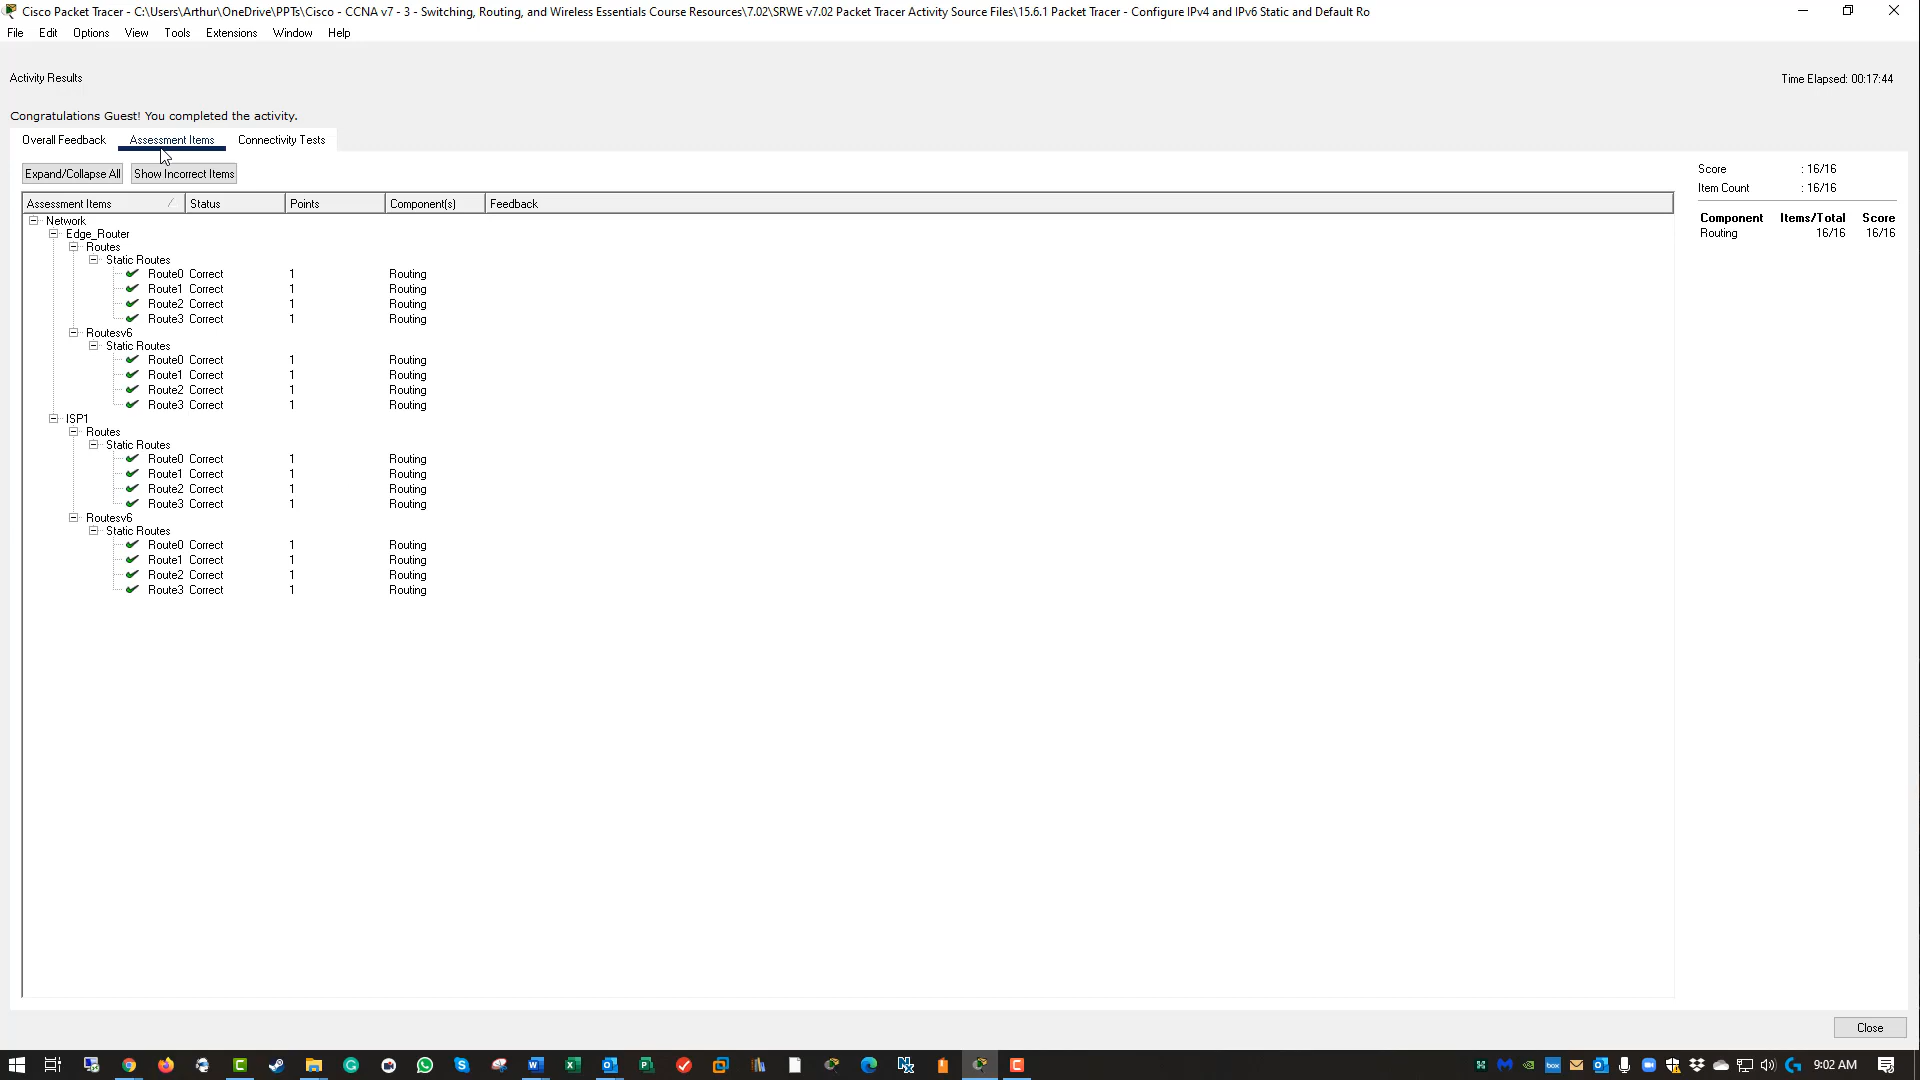 Cisco Packet Tracer - C:\Users\Arthur\OneDrive\PPTs\Cisco - CCNA v7 - 3 - Switching, Routing, and Wireless Essentials Course Resources\7.02\SRWE v7.02 Packet Tracer Activity Source Files\15.6.1 Packet Tracer - Configure IPv4 and IPv6 Static and Default Ro
File Edit Options View Tools Extensions Window Help
Activity Results
Time Elapsed: 00:17:44
Congratulations Guest! You completed the activity.
Overall Feedback Assessment Items Connectivity Tests
Expand/Collapse All Show Incorrect Items
Assessment Items Status Points Component(s) Feedback
Network
Edge_Router
Routes
Static Routes
Route0 Correct 1 Routing
Route1 Correct 1 Routing
Route2 Correct 1 Routing
Route3 Correct 1 Routing
Routesv6
Static Routes
Route0 Correct 1 Routing
Route1 Correct 1 Routing
Route2 Correct 1 Routing
Route3 Correct 1 Routing
ISP1
Routes
Static Routes
Route0 Correct 1 Routing
Route1 Correct 1 Routing
Route2 Correct 1 Routing
Route3 Correct 1 Routing
Routesv6
Static Routes
Route0 Correct 1 Routing
Route1 Correct 1 Routing
Route2 Correct 1 Routing
Route3 Correct 1 Routing
Score : 16/16
Item Count : 16/16
Component Items/Total Score
Routing 16/16 16/16
Close
9:02 AM